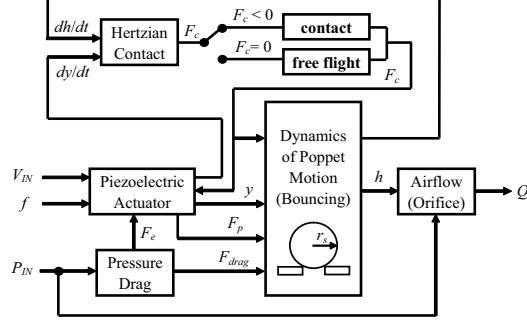 dh/dt
Hertzian
Contact
F_c
F_c < 0
contact
F_c = 0
free flight
F_c
dy/dt
Dynamics
of Poppet
Motion
(Bouncing)
V_IN
f
Piezoelectric
Actuator
y
h
Airflow
(Orifice)
Q
F_e
F_p
r_s
P_IN
Pressure
Drag
F_drag